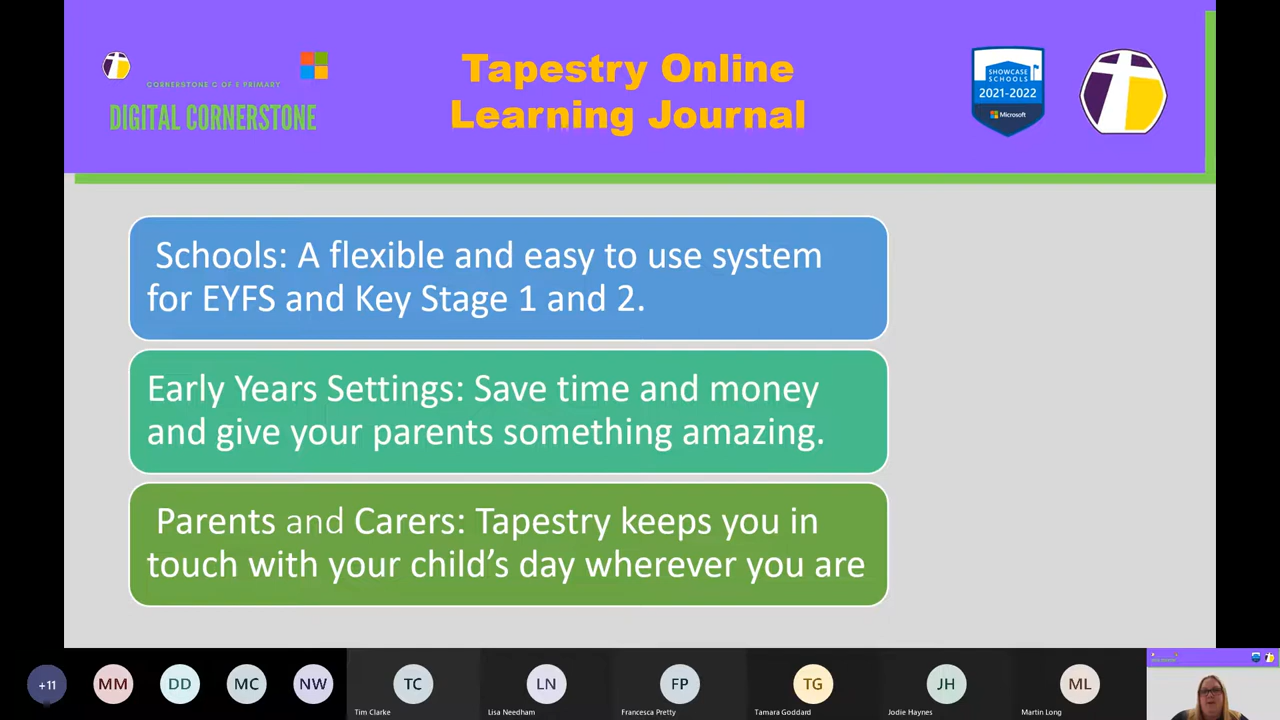 CORNERSTONE C OF E PRIMARY
DIGITAL CORNERSTONE
Tapestry Online
Learning Journal
SHOWCASE
SCHOOLS
2021-2022
Microsoft
Schools: A flexible and easy to use system
for EYFS and Key Stage 1 and 2.
Early Years Settings: Save time and money
and give your parents something amazing.
Parents and Carers: Tapestry keeps you in
touch with your child’s day wherever you are
+11
MM
DD
MC
NW
TC
LN
FP
TG
JH
ML
Tim Clarke
Lisa Needham
Francesca Pretty
Tamara Goddard
Jodie Haynes
Martin Long